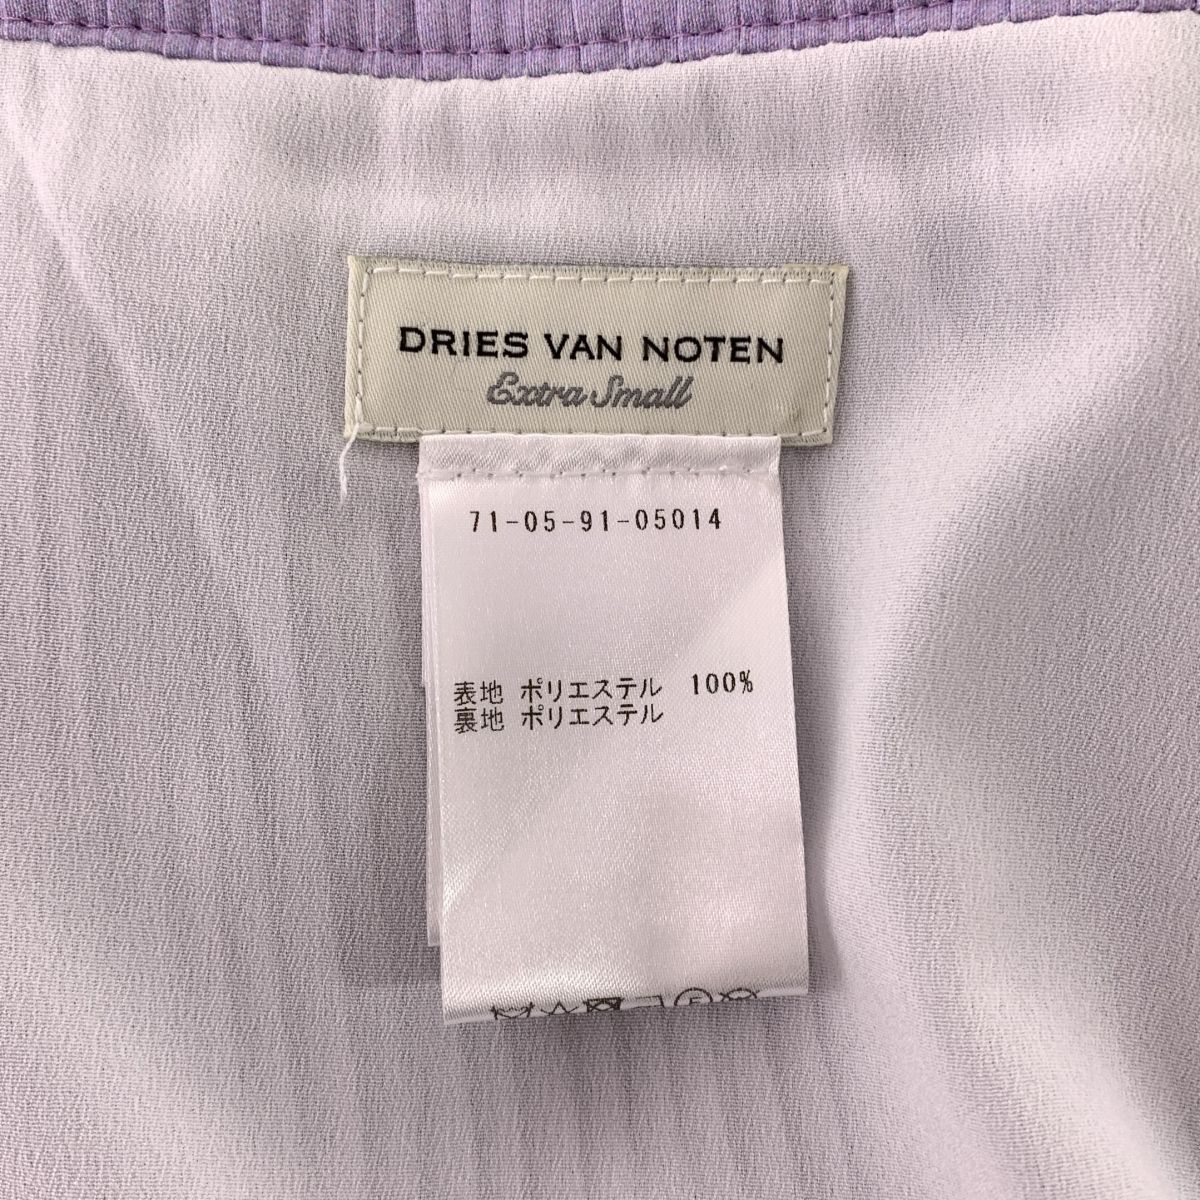 DRIES VAN NOTEN
Extra Small
71-05-91-05014
表地 ポリエステル 100%
裏地 ポリエステル